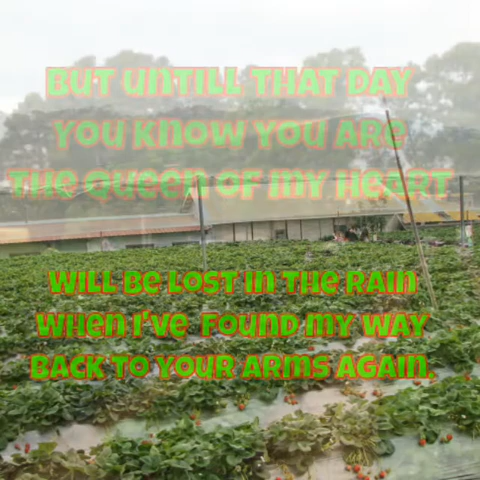 BUT UNTILL THAT DAY
YOU KNOW YOU ARE
THE QUEEN OF MY HEART
WILL BE LOST IN THE RAIN
WHEN I'VE FOUND MY WAY
BACK TO YOUR ARMS AGAIN.